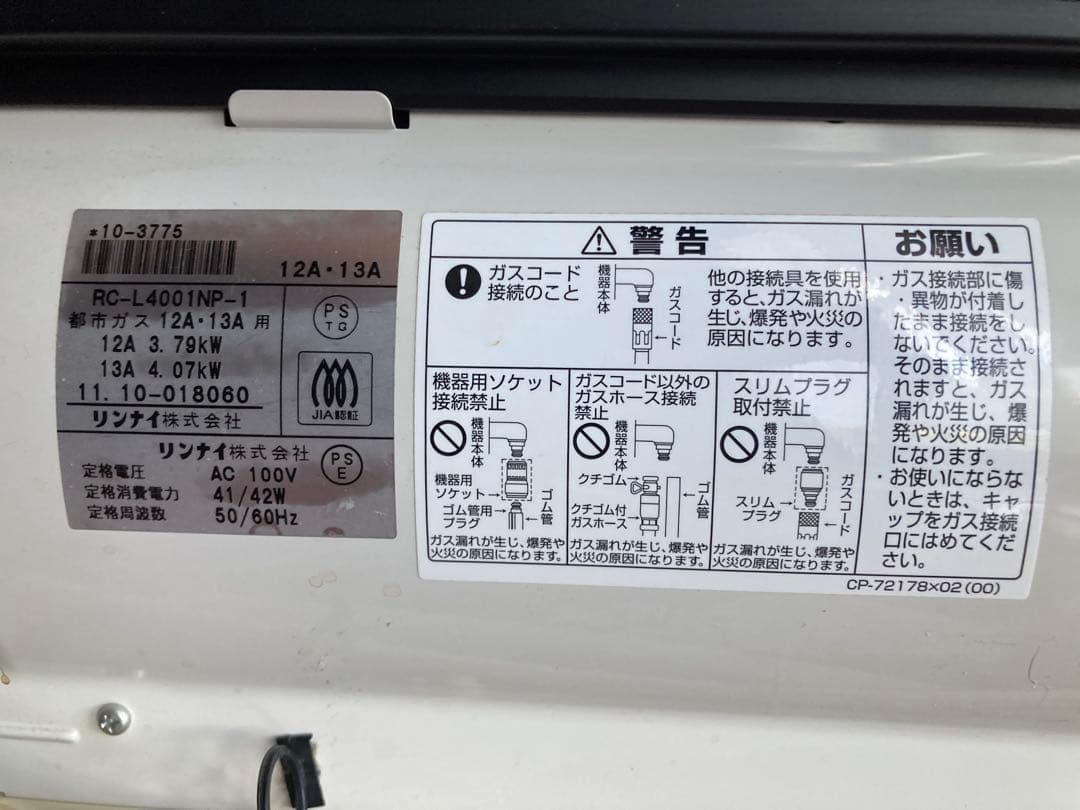 *10-3775
12A・13A
RC-L4001NP-1
都市ガス 12A・13A 用
12A 3.79kW
13A 4.07kW
11.10-018060
リンナイ株式会社
PS
TG
JIA認証
リンナイ株式会社
定格電圧 AC 100V
定格消費電力 41/42W
定格周波数 50/60Hz
PS
E
警告
ガスコード
接続のこと
機器本体
ガスコード
他の接続具を使用
すると、ガス漏れが
生じ、爆発や火災の
原因になります。
機器用ソケット
接続禁止
機器本体
機器用
ソケット
ゴム管用
プラグ
ゴム管
ガス漏れが生じ、爆発や
火災の原因になります。
ガスコード以外の
ガスホース接続
禁止
機器本体
クチゴム
クチゴム付
ガスホース
ゴム管
ガス漏れが生じ、爆発や
火災の原因になります。
スリムプラグ
取付禁止
機器本体
スリム
プラグ
ガスコード
ガス漏れが生じ、爆発や
火災の原因になります。
お願い
・ガス接続部に傷
・異物が付着し
たまま接続をし
ないでください。
そのまま接続さ
れますと、ガス
漏れが生じ、爆
発や火災の原因
になります。
・お使いにならな
いときは、キャ
ップをガス接続
口にはめてくだ
さい。
CP-72178×02(00)